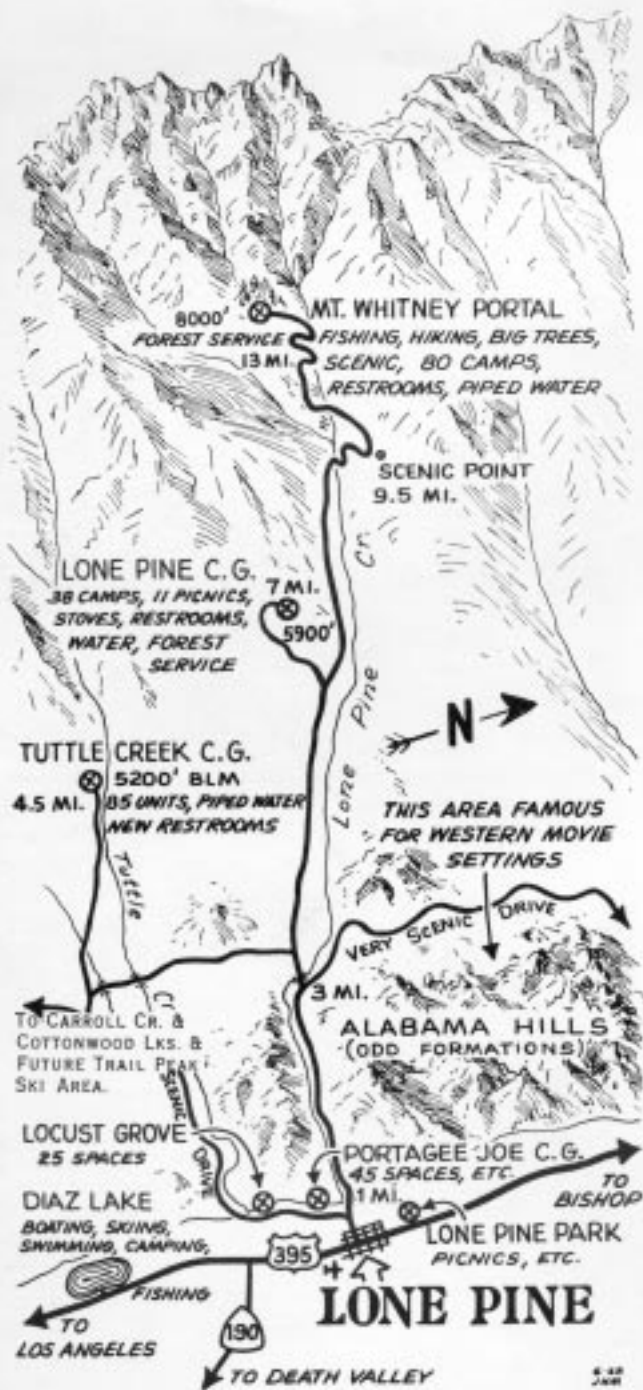 8000'
FOREST SERVICE
13 MI.
MT. WHITNEY PORTAL
FISHING, HIKING, BIG TREES,
SCENIC, 80 CAMPS,
RESTROOMS, PIPED WATER
SCENIC POINT
9.5 MI.
LONE PINE C.G.
38 CAMPS, 11 PICNICS,
STOVES, RESTROOMS,
WATER, FOREST
SERVICE
7 MI.
5900'
Lone Pine Cr.
N
TUTTLE CREEK C.G.
5200' BLM
4.5 MI. 85 UNITS, PIPED WATER
NEW RESTROOMS
Tuttle Cr.
THIS AREA FAMOUS
FOR WESTERN MOVIE
SETTINGS
VERY SCENIC DRIVE
3 MI.
ALABAMA HILLS
(ODD FORMATIONS)
TO CARROLL CR. &
COTTONWOOD LKS. &
FUTURE TRAIL PEAK
SKI AREA.
SCENIC DRIVE
LOCUST GROVE
25 SPACES
PORTAGEE JOE C.G.
45 SPACES, ETC.
1 MI.
TO
BISHOP
DIAZ LAKE
BOATING, SKIING,
SWIMMING, CAMPING,
FISHING
LONE PINE PARK
PICNICS, ETC.
395
LONE PINE
TO
LOS ANGELES
190
TO DEATH VALLEY